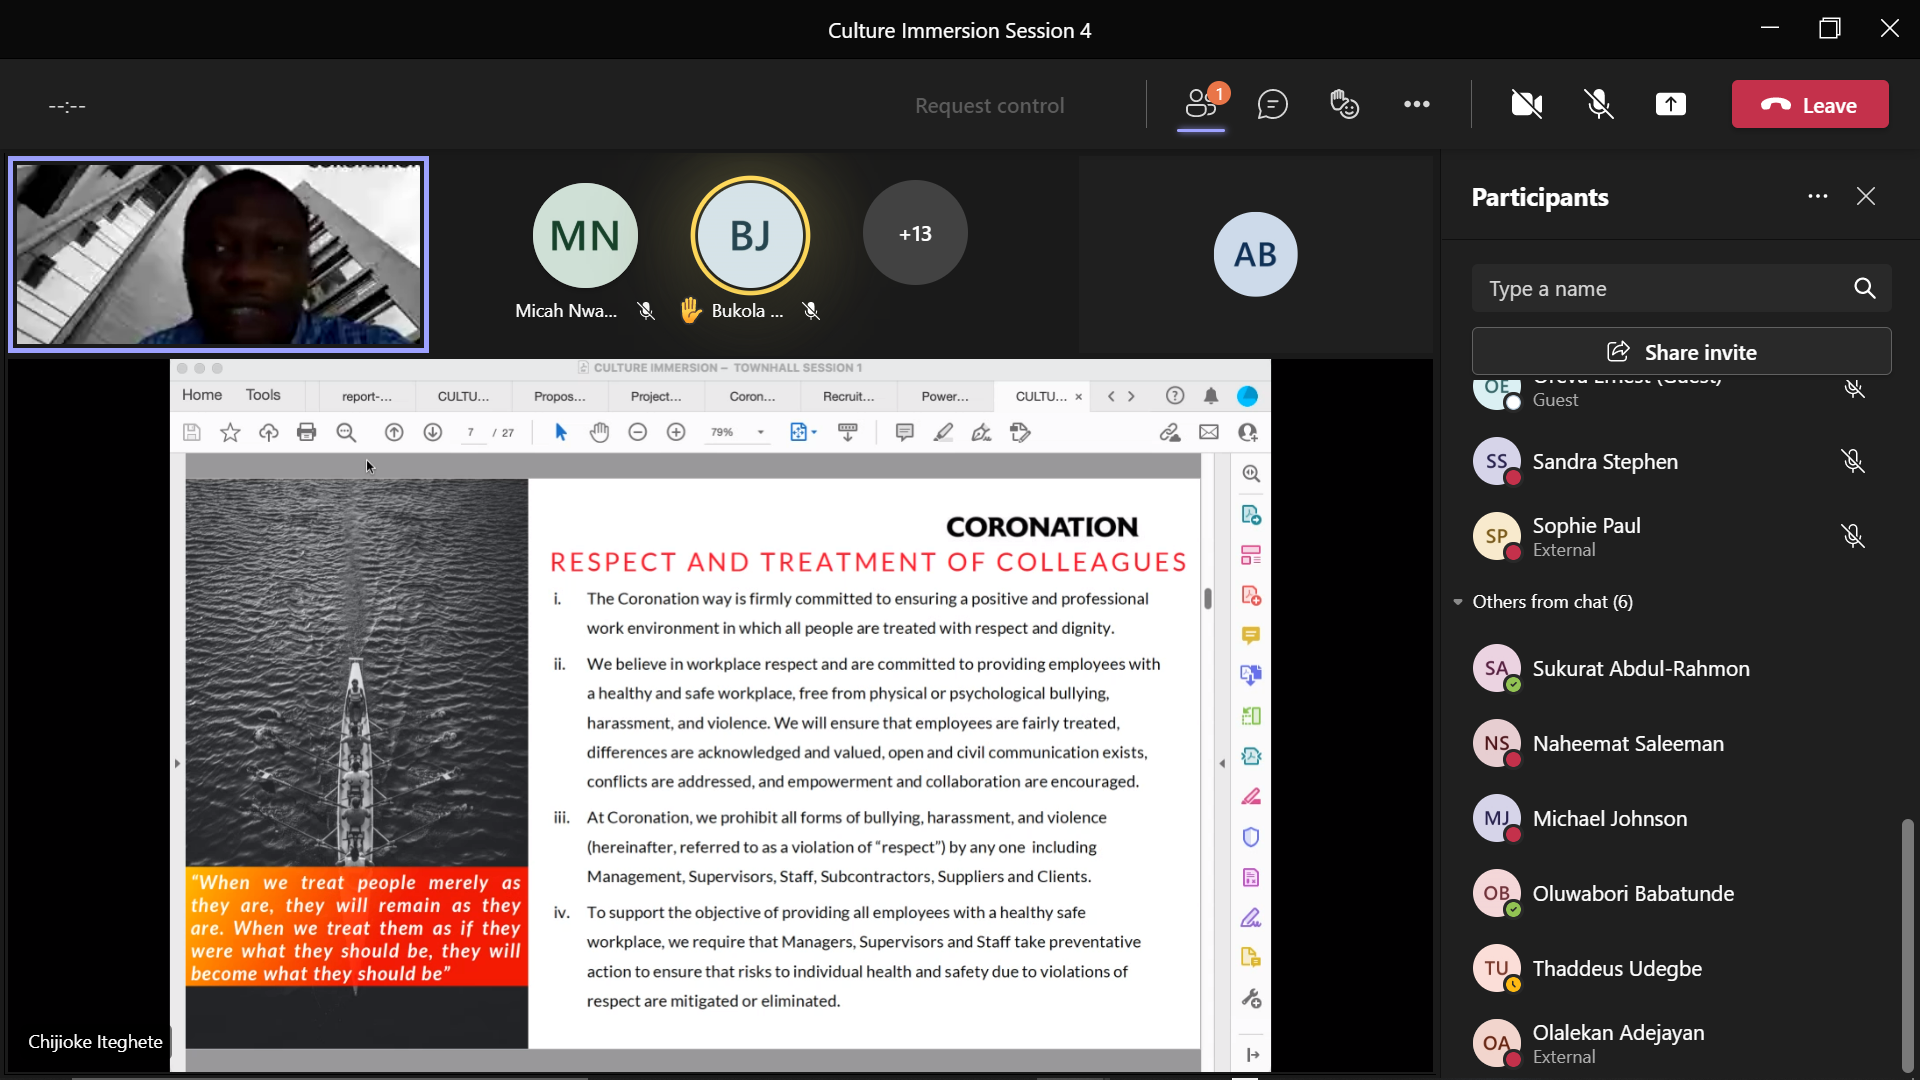 Culture Immersion Session 4
--:--
Request control
1
Leave
MN
BJ
+13
AB
Micah Nwa...
Bukola ...
Participants
Type a name
Share invite
OE
Guest
SS
Sandra Stephen
SP
Sophie Paul
External
Others from chat (6)
SA
Sukurat Abdul-Rahmon
NS
Naheemat Saleeman
MJ
Michael Johnson
OB
Oluwabori Babatunde
TU
Thaddeus Udegbe
OA
Olalekan Adejayan
External
CULTURE IMMERSION – TOWNHALL SESSION 1
Home
Tools
report-...
CULTU...
Propos...
Project...
Coron...
Recruit...
Power...
CULTU... ×
7 / 27
79%
CORONATION
RESPECT AND TREATMENT OF COLLEAGUES
i. The Coronation way is firmly committed to ensuring a positive and professional
work environment in which all people are treated with respect and dignity.
ii. We believe in workplace respect and are committed to providing employees with
a healthy and safe workplace, free from physical or psychological bullying,
harassment, and violence. We will ensure that employees are fairly treated,
differences are acknowledged and valued, open and civil communication exists,
conflicts are addressed, and empowerment and collaboration are encouraged.
iii. At Coronation, we prohibit all forms of bullying, harassment, and violence
(hereinafter, referred to as a violation of “respect”) by any one including
Management, Supervisors, Staff, Subcontractors, Suppliers and Clients.
iv. To support the objective of providing all employees with a healthy safe
workplace, we require that Managers, Supervisors and Staff take preventative
action to ensure that risks to individual health and safety due to violations of
respect are mitigated or eliminated.
“When we treat people merely as
they are, they will remain as they
are. When we treat them as if they
were what they should be, they will
become what they should be”
Chijioke Iteghete